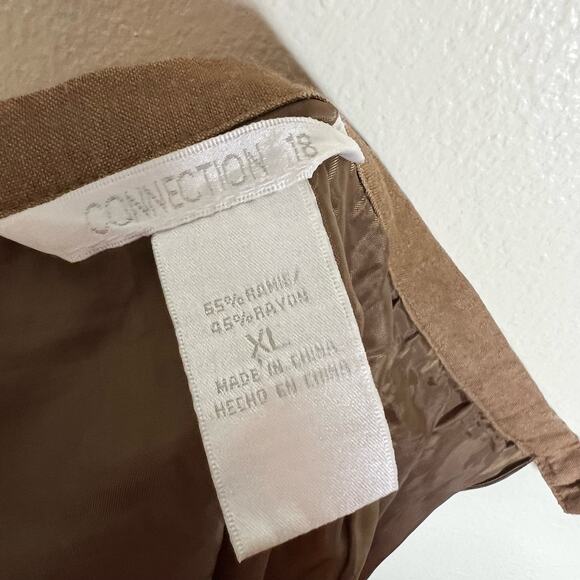 CONNECTION 18
55% RAMIE/
45% RAYON
XL
MADE IN CHINA
HECHO EN CHINA